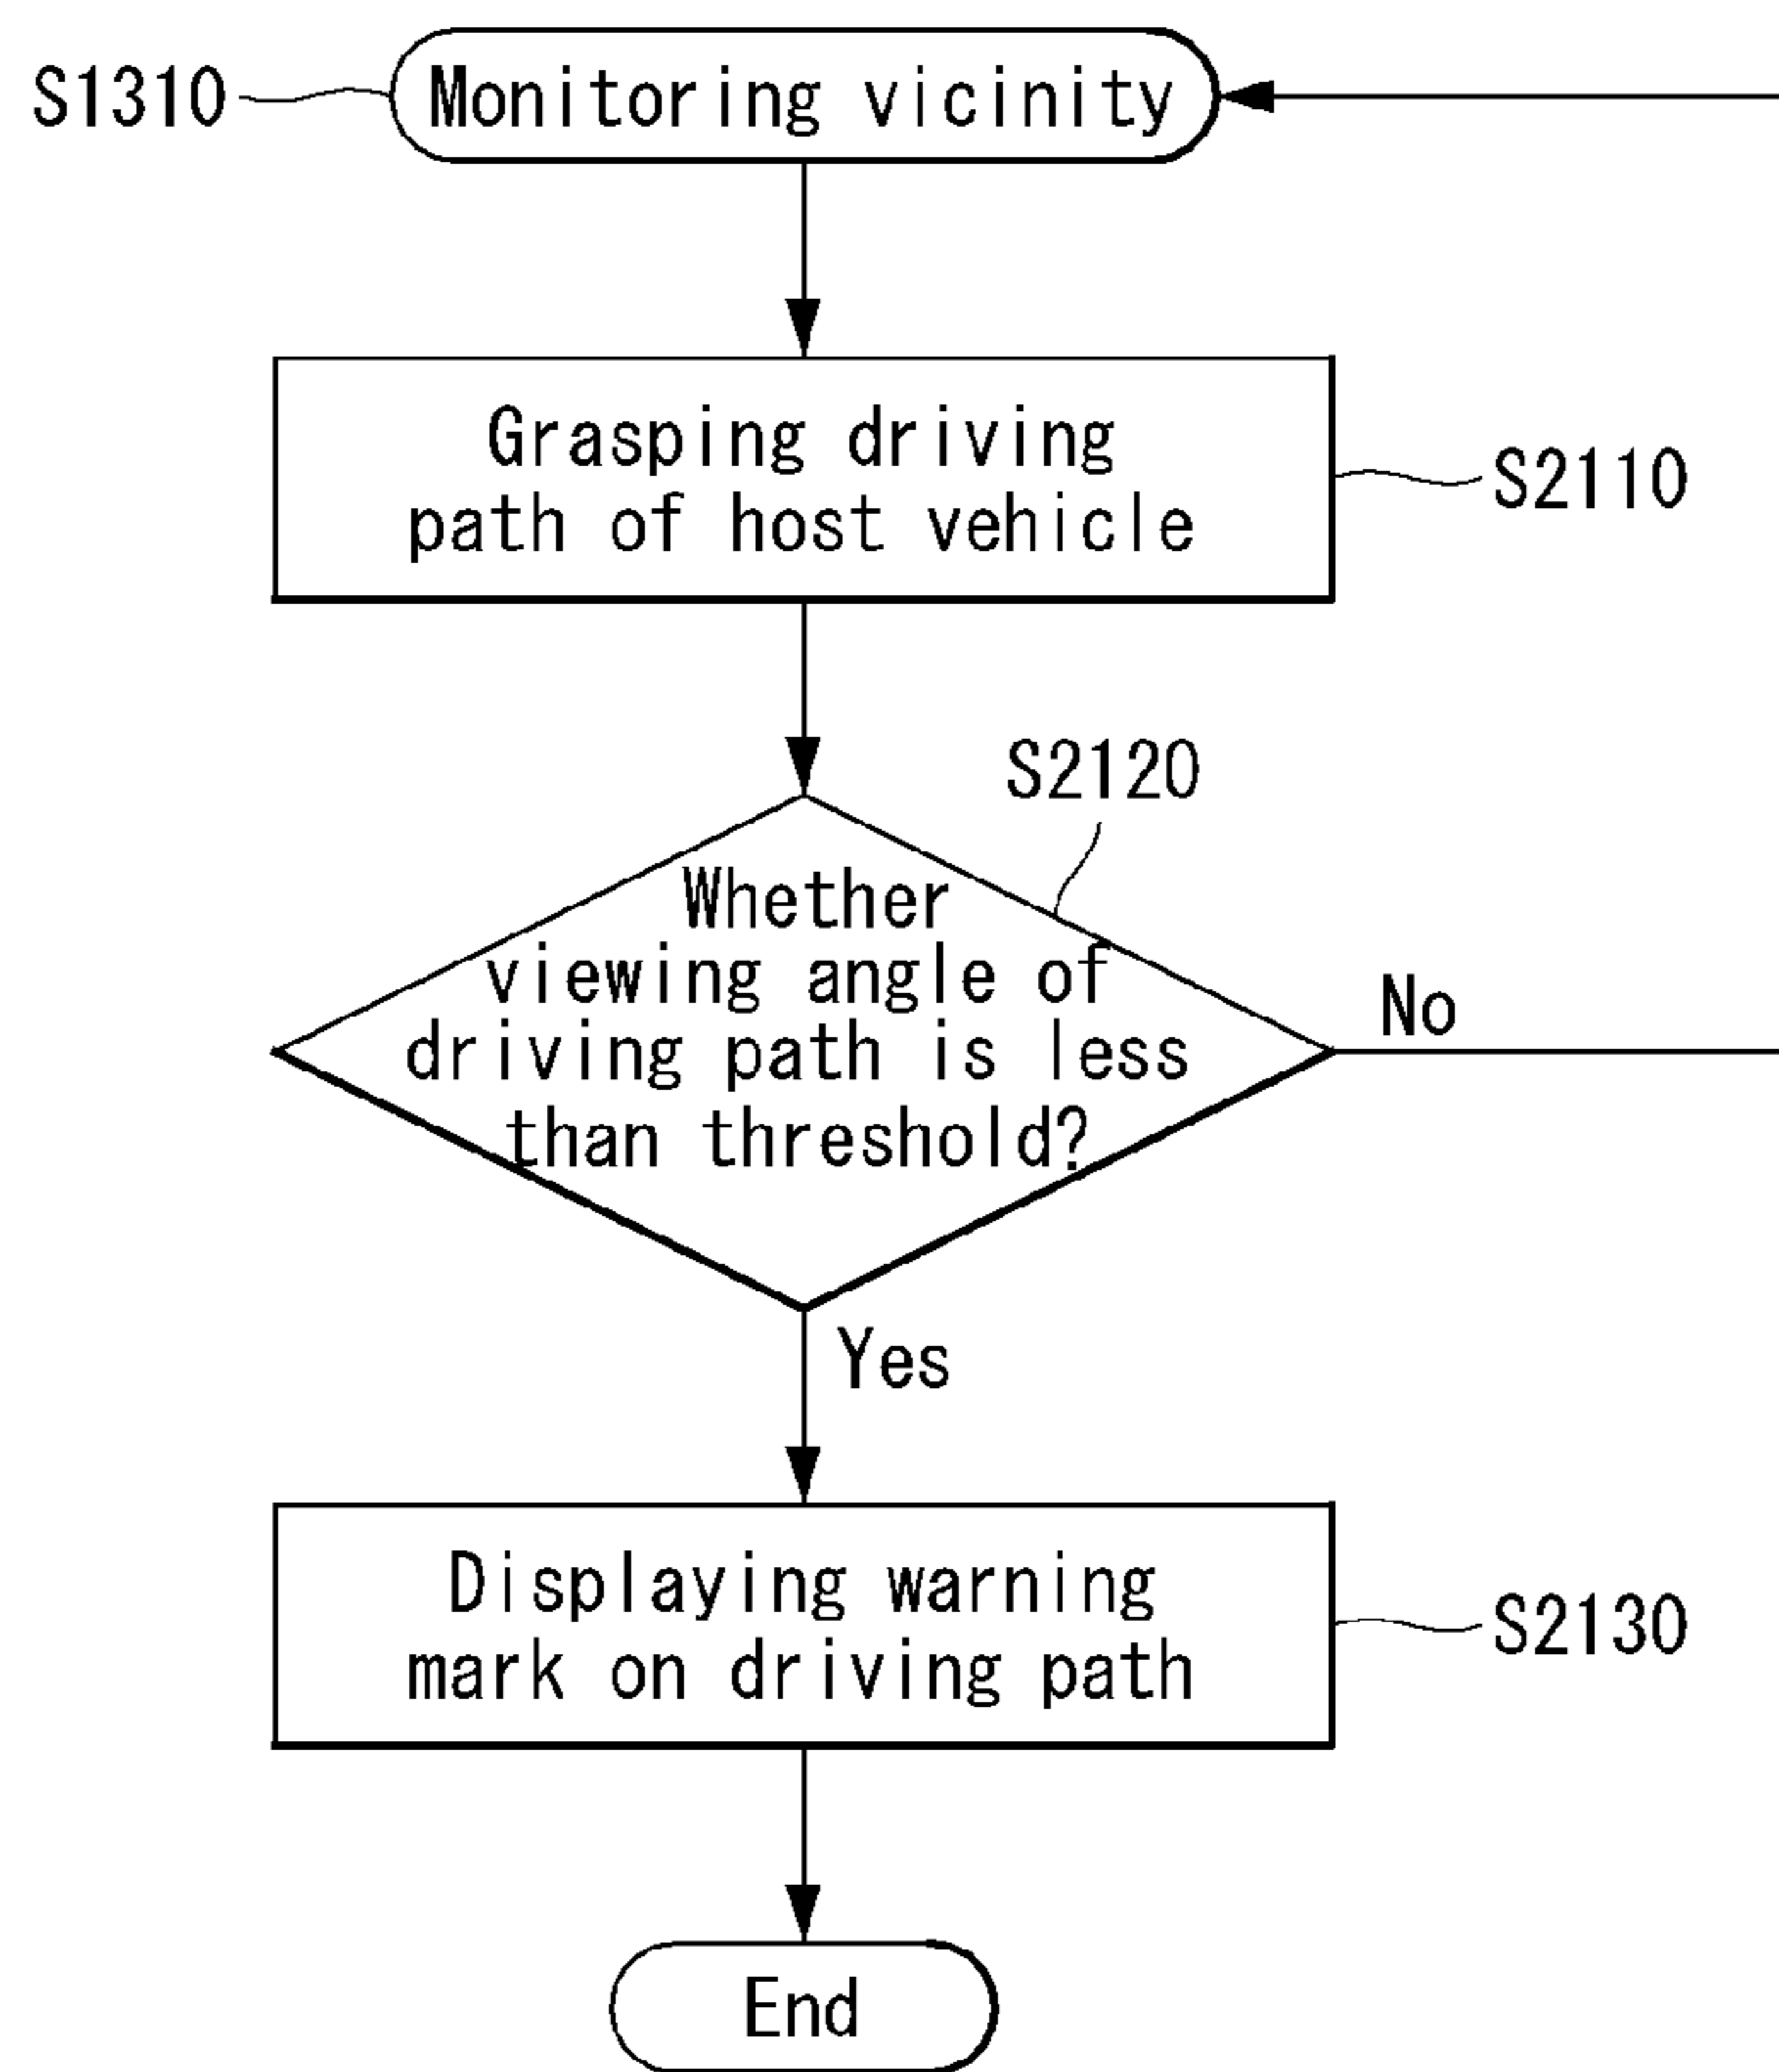 S1310
Monitoring vicinity
Grasping driving
path of host vehicle
S2110
S2120
Whether
viewing angle of
driving path is less
than threshold?
No
Yes
Displaying warning
mark on driving path
S2130
End